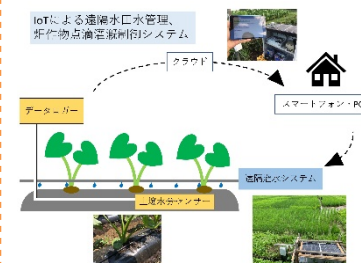 IoTによる遠隔水口水管理、
畑作物点滴灌漑制御システム
クラウド
スマートフォン・PC
データロガー
遠隔送水システム
土壌水分センサー